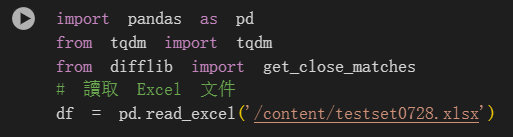 import pandas as pd
from tqdm import tqdm
from difflib import get_close_matches
# 讀取 Excel 文件
df = pd.read_excel('/content/testset0728.xlsx')